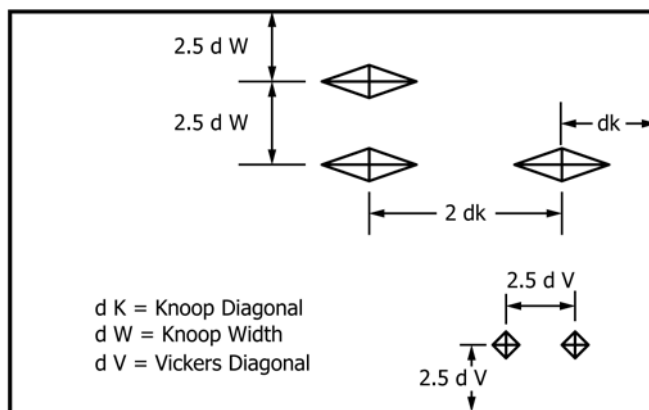 2.5 d W
2.5 d W
dk
2 dk
2.5 d V
d K = Knoop Diagonal
d W = Knoop Width
d V = Vickers Diagonal
2.5 d V